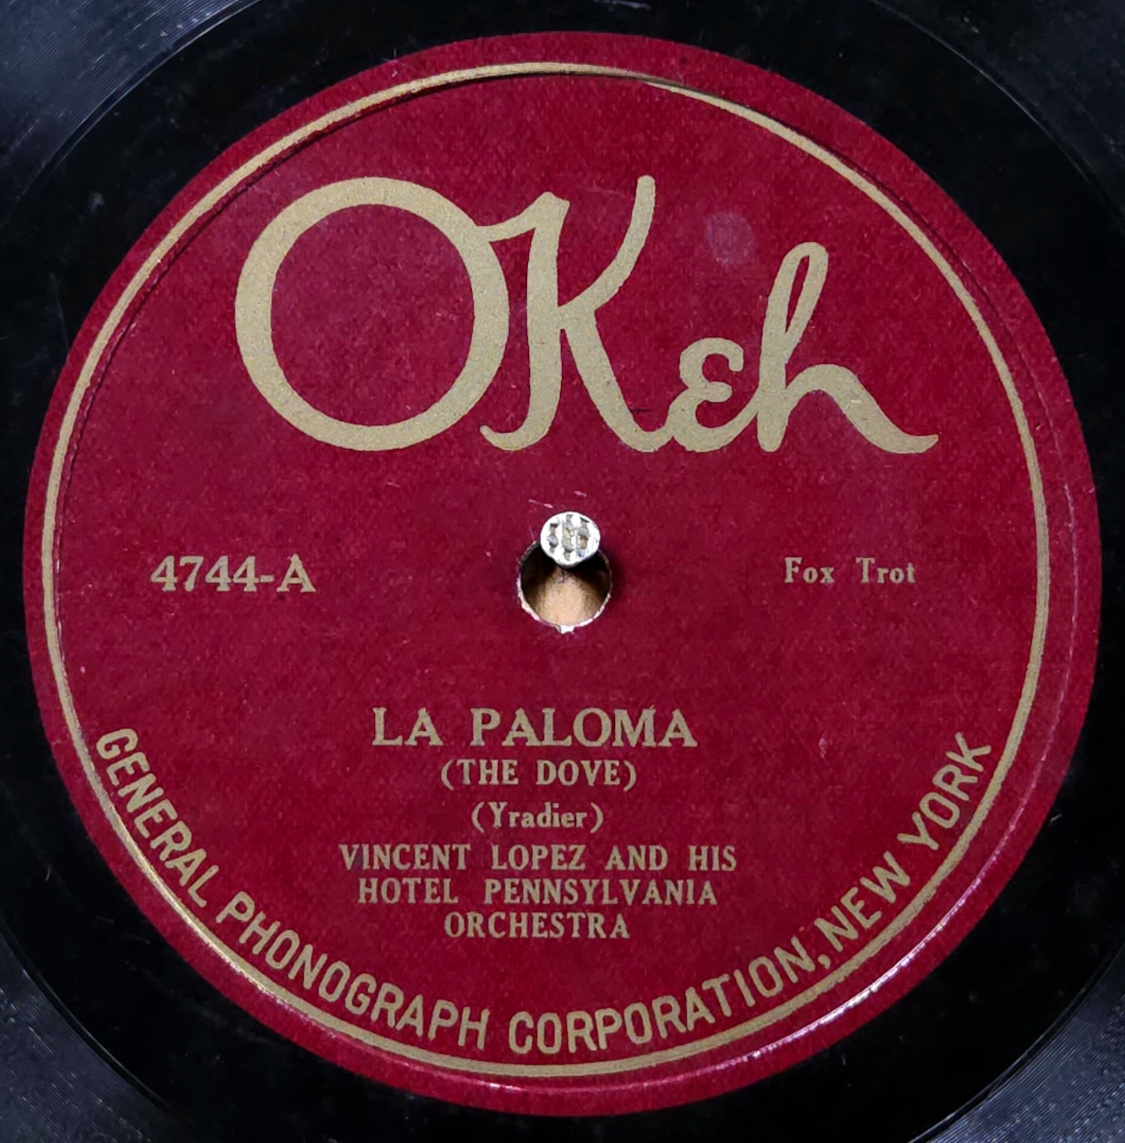 OKeh
4744-A
Fox Trot
LA PALOMA
(THE DOVE)
(Yradier)
VINCENT LOPEZ AND HIS
HOTEL PENNSYLVANIA
ORCHESTRA
GENERAL PHONOGRAPH CORPORATION, NEW YORK